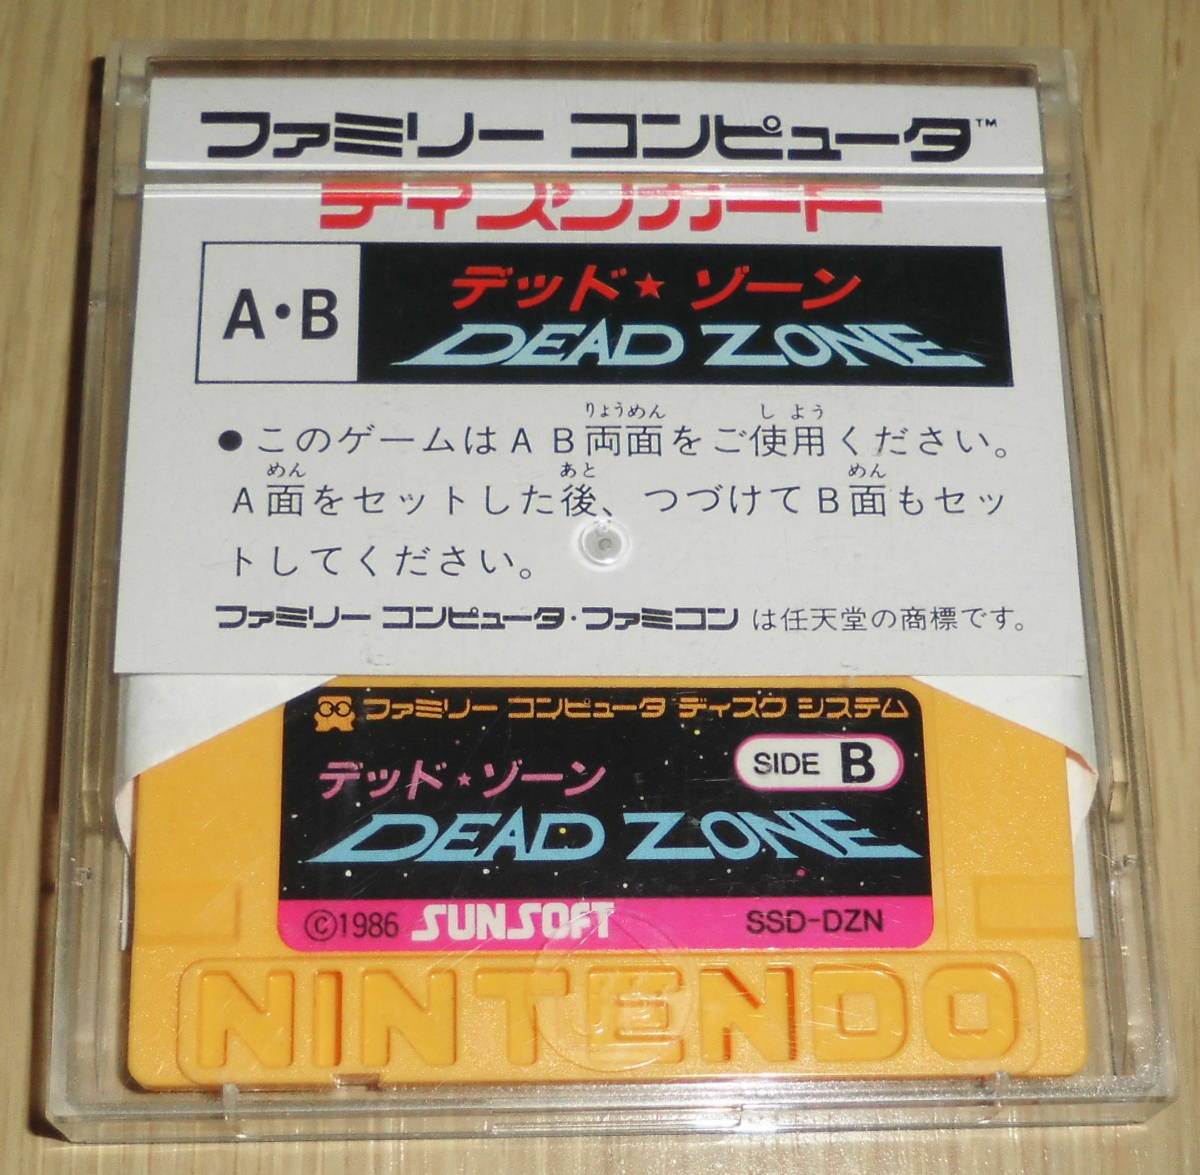 ファミリー コンピュータ™
ディスクカード
A・B
デッド★ゾーン
DEAD ZONE
りょうめん しよう
●このゲームはAB両面をご使用ください。
めん あと めん
A面をセットした後、つづけてB面もセッ
トしてください。
ファミリー コンピュータ・ファミコン は任天堂の商標です。
ファミリー コンピュータ ディスク システム
デッド★ゾーン
SIDE B
DEAD ZONE
©1986 SUNSOFT SSD-DZN
NINTENDO